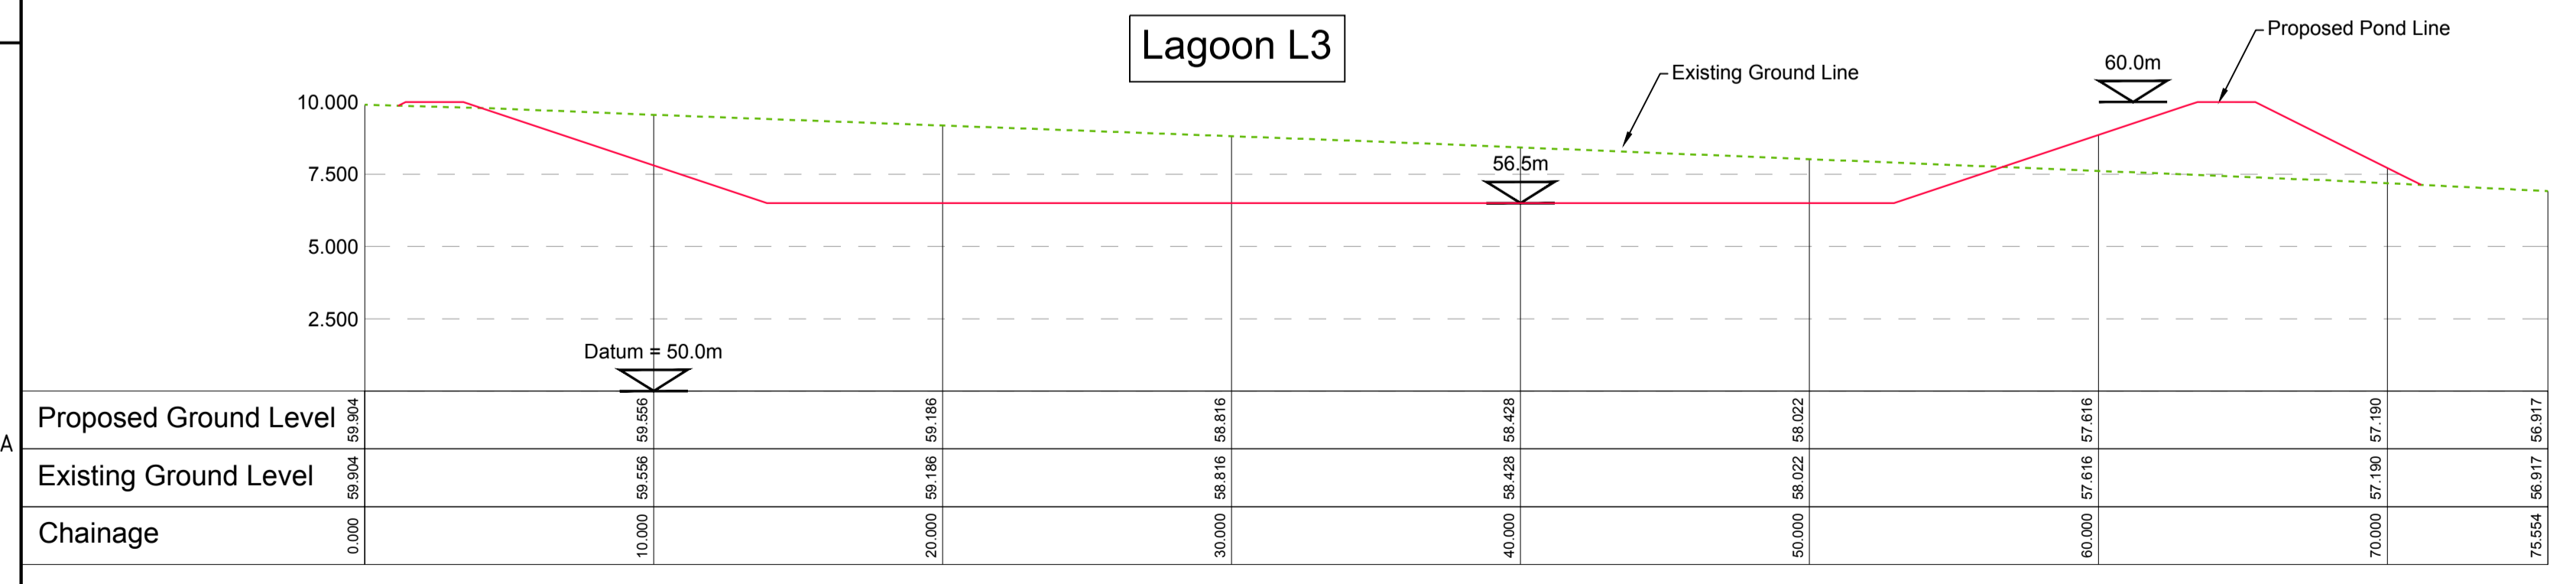 Lagoon L3
Proposed Pond Line
60.0m
Existing Ground Line
10.000
56.5m
7.500
5.000
2.500
Datum = 50.0m
Proposed Ground Level 59.904 59.556 59.186 58.816 58.428 58.022 57.616 57.190 56.917
A
Existing Ground Level 59.904 59.556 59.186 58.816 58.428 58.022 57.616 57.190 56.917
Chainage 0.000 10.000 20.000 30.000 40.000 50.000 60.000 70.000 75.554